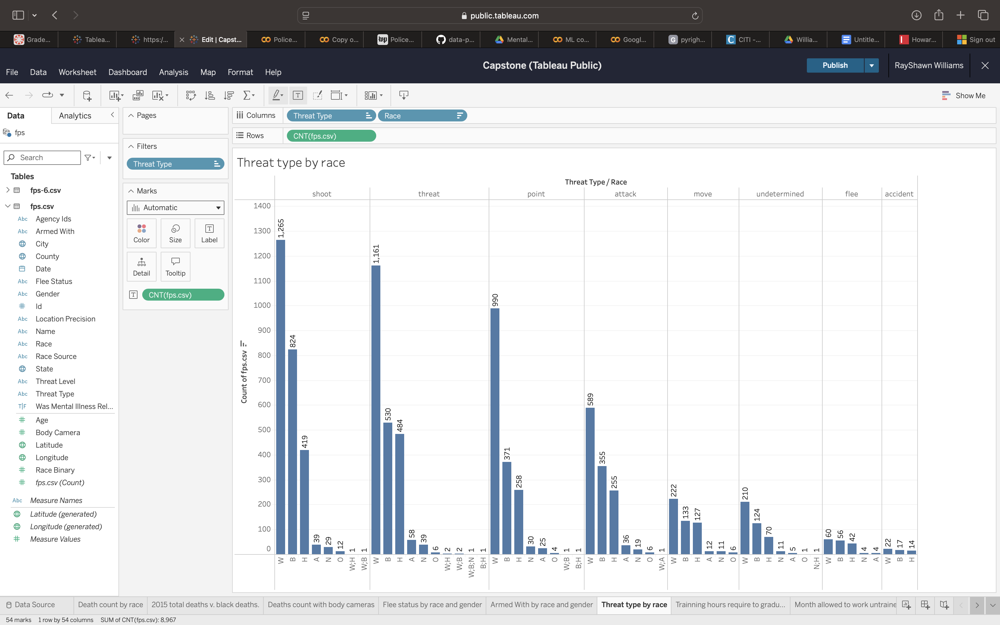 public.tableau.com
Grade...
Tablea...
https:/...
Edit | Capst...
Police...
Copy o...
wp Police...
data-p...
Mental...
ML co...
Googl...
G pyrigh...
C CITI -...
Willia...
Untitle...
Howar...
Sign out
Capstone (Tableau Public)
Publish
RayShawn Williams
File Data Worksheet Dashboard Analysis Map Format Help
Show Me
Data Analytics
fps
Search
Tables
fps-6.csv
fps.csv
Abc Agency Ids
Abc Armed With
City
County
Date
Abc Flee Status
Abc Gender
# Id
Abc Location Precision
Abc Name
Abc Race
Abc Race Source
State
Abc Threat Level
Abc Threat Type
T|F Was Mental Illness Rel...
# Age
# Body Camera
Latitude
Longitude
# Race Binary
# fps.csv (Count)
Abc Measure Names
Latitude (generated)
Longitude (generated)
# Measure Values
Pages
Filters
Threat Type
Marks
Automatic
Color Size Label
Detail Tooltip
CNT(fps.csv)
Columns Threat Type Race
Rows CNT(fps.csv)
Threat type by race
Threat Type / Race
shoot threat point attack move undetermined flee accident
Count of fps.csv
1400
1300
1200
1100
1000
900
800
700
600
500
400
300
200
100
0
1,265 824 419 39 29 12 1 1
1,161 530 484 58 39 6 2 2 1 1
990 371 258 30 25 4 1 1
589 355 255 36 19 6 1
222 133 127 12 11 6
210 124 70 11 5 1 1
60 56 42 4 4
22 17 14
W B H A N O W;H W;B
W B H A N O W;H W;B W;B;N B;H
W B H N A O W;B B;H
W B H A N O W;A
W B H A N O
W B H N A O N;H
W B H N A
W B H
Data Source
Death count by race
2015 total deaths v. black deaths.
Deaths count with body cameras
Flee status by race and gender
Armed With by race and gender
Threat type by race
Trainning hours require to gradu...
Month allowed to work untraine
54 marks 1 row by 54 columns SUM of CNT(fps.csv): 8,967